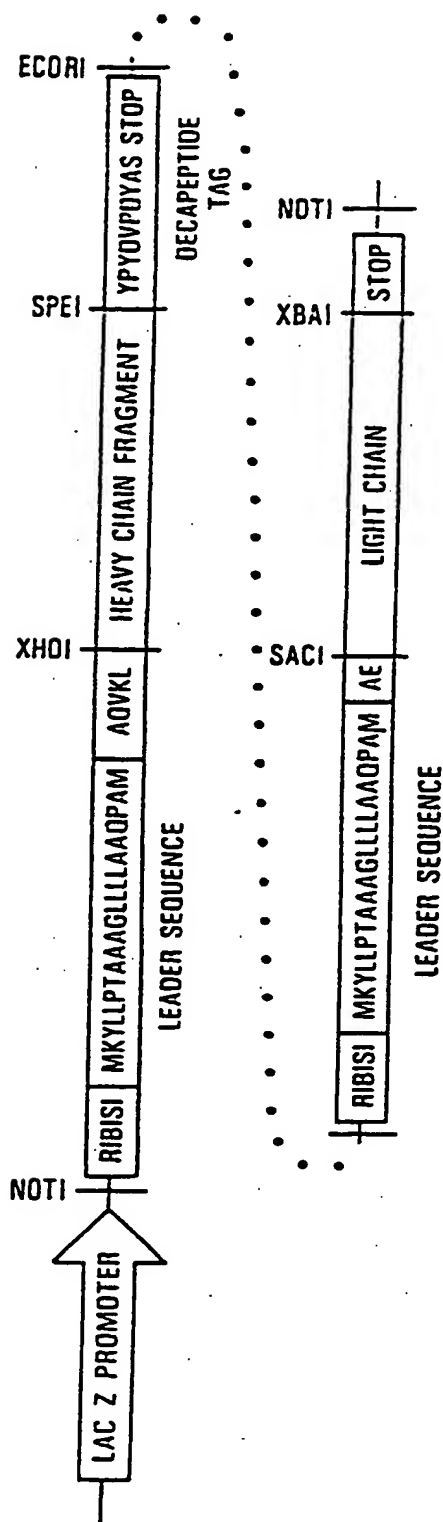 LAC Z PROMOTER
NOTI
RIBISI
MKYLLPTAAAGLLLLAAQPAM
LEADER SEQUENCE
AQVKL
XHOI
HEAVY CHAIN FRAGMENT
SPEI
YPYOVPOYAS STOP
DECAPEPTIDE
TAG
ECORI
RIBISI
MKYLLPTAAAGLLLLAAQPAM
LEADER SEQUENCE
AE
SACI
LIGHT CHAIN
XBAI
STOP
NOTI